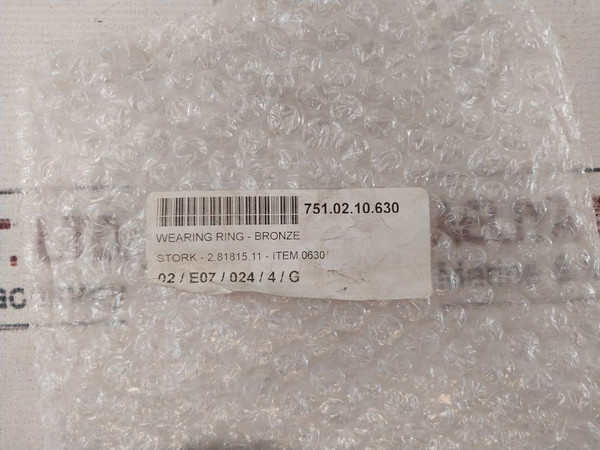 751.02.10.630
WEARING RING - BRONZE
STORK - 2.81815.11 - ITEM 0630
02 / E07 / 024 / 4 / G